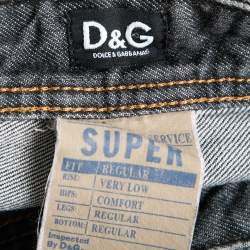 D&G
DOLCE & GABBANA
SERVICE
SUPER
FIT: REGULAR
RISE: VERY LOW
HIPS: COMFORT
LEGS: REGULAR
BOTTOM: REGULAR
Inspected
By D&G